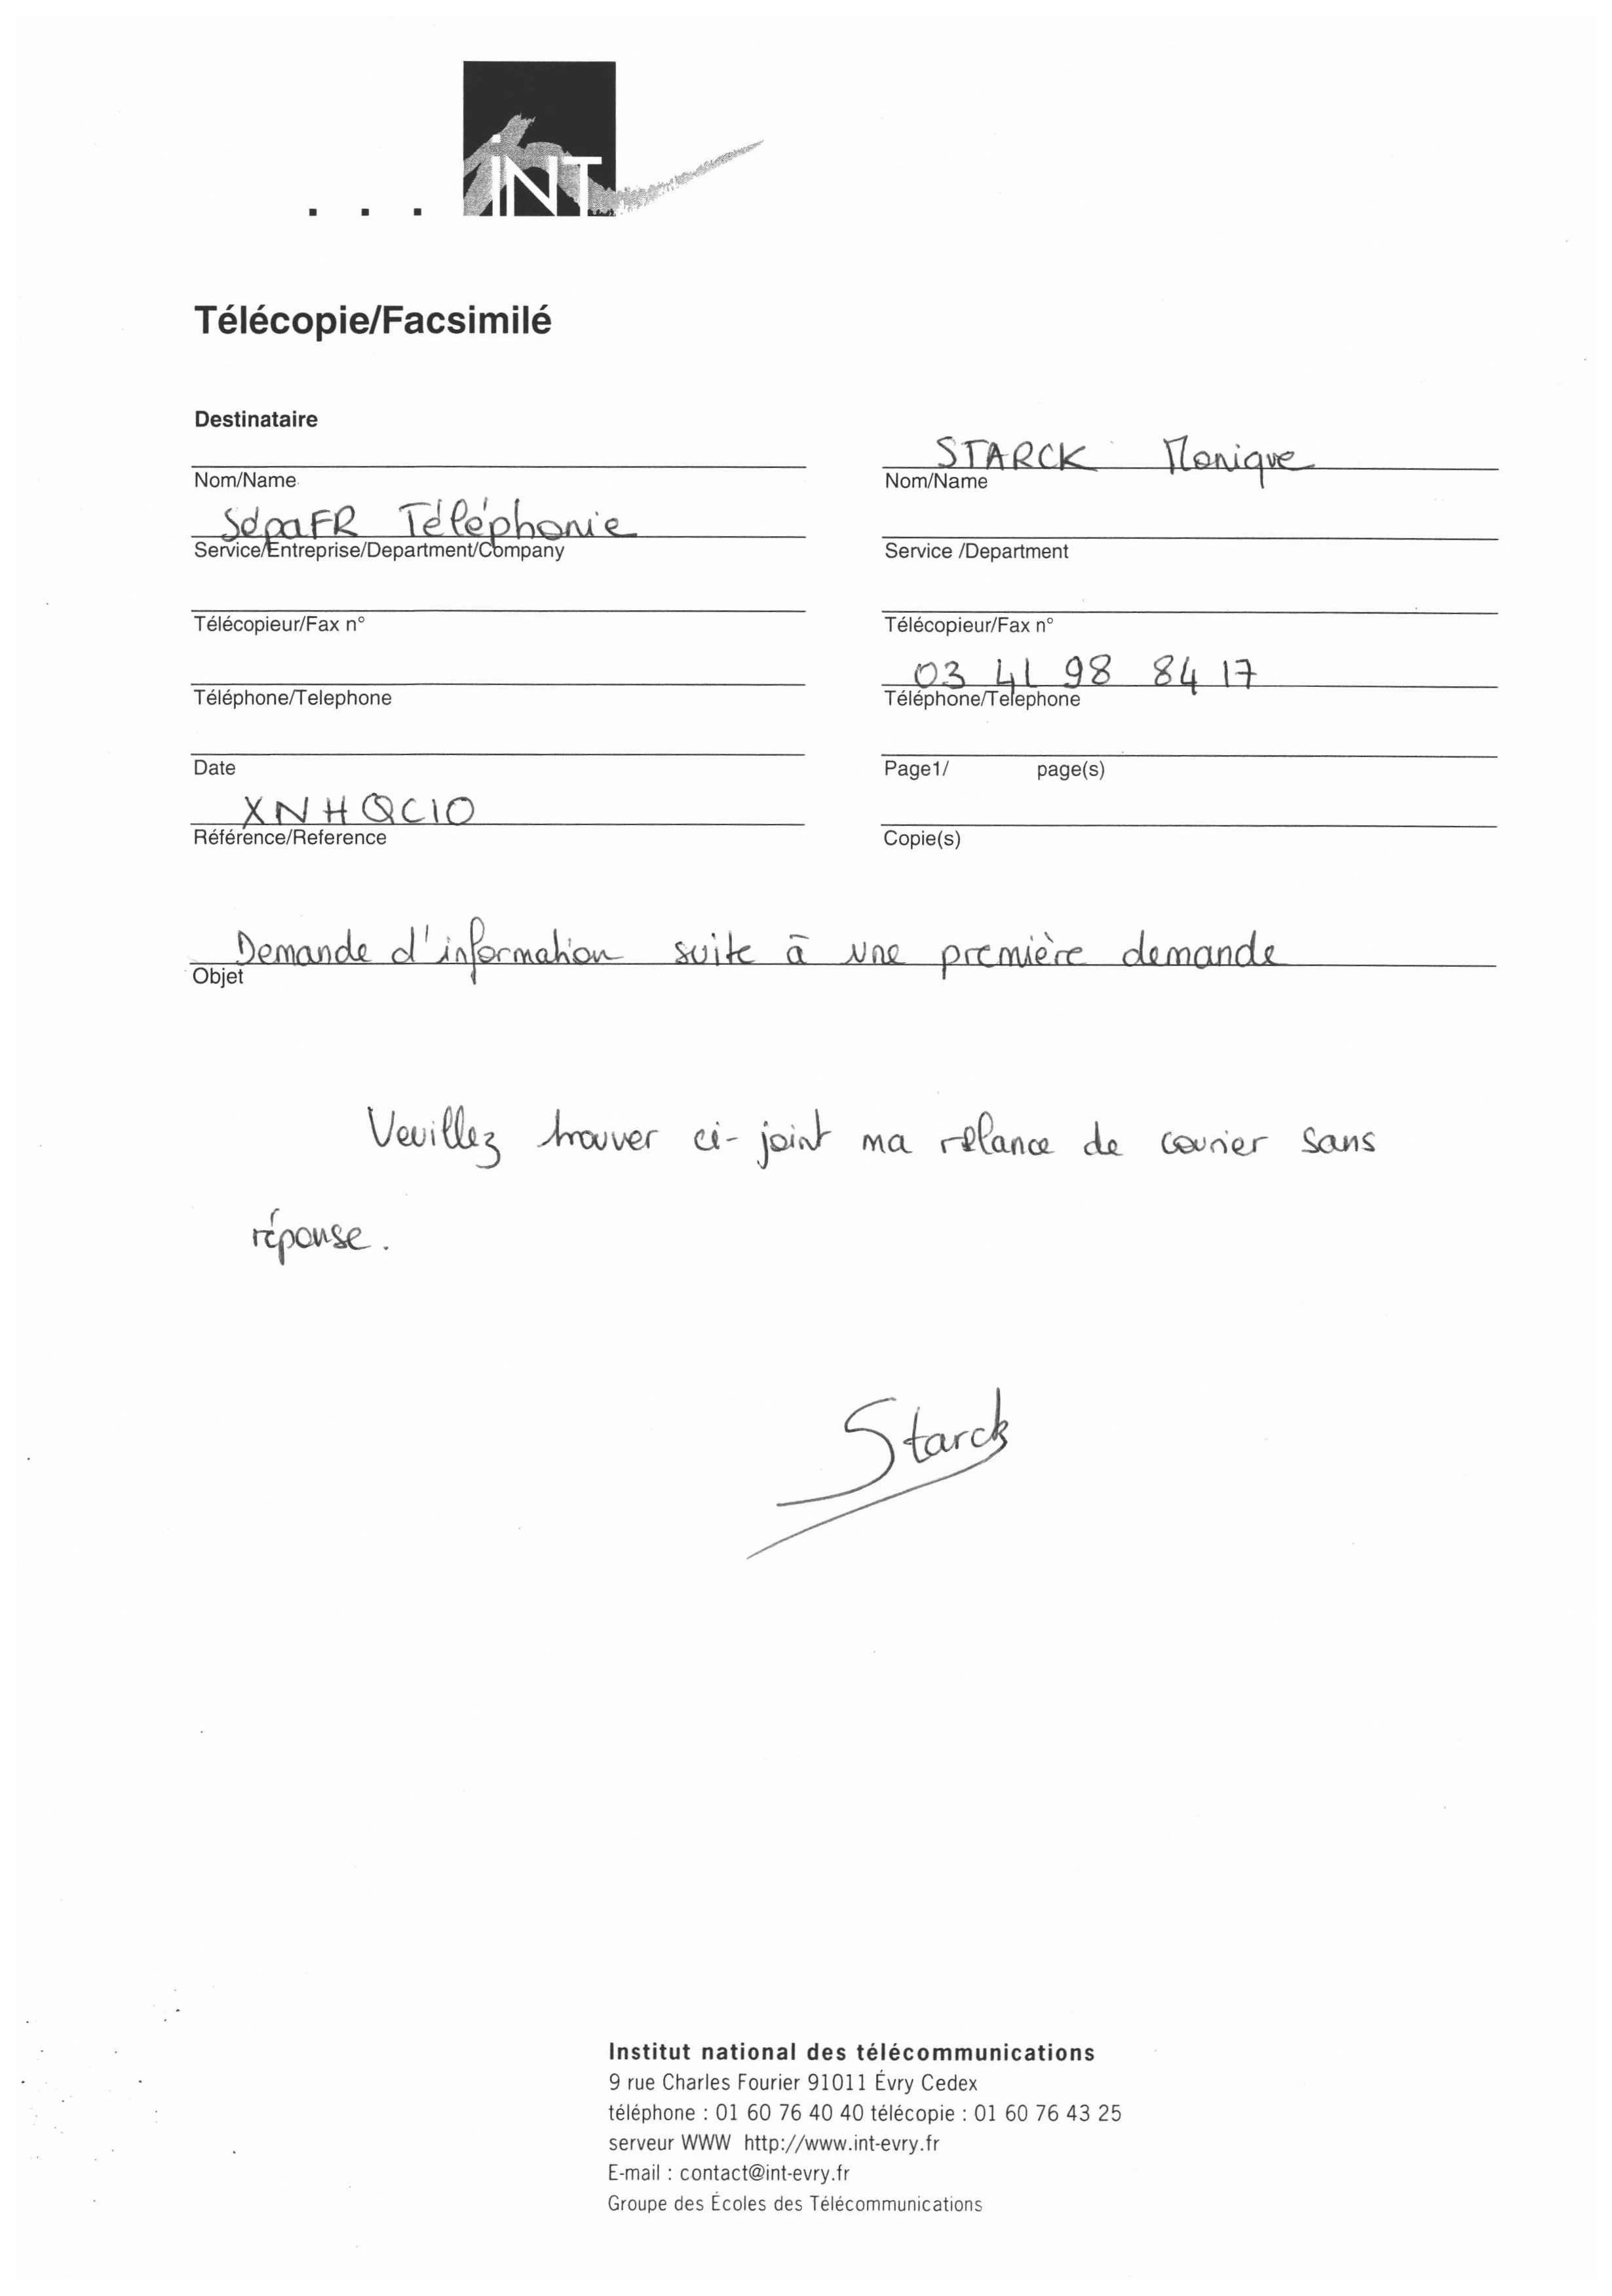 INT
Télécopie/Facsimilé
Destinataire
STARCK Monique
Nom/Name
Nom/Name
SdpaFR Téléphonie
Service/Entreprise/Department/Company
Service /Department
Télécopieur/Fax n°
Télécopieur/Fax n°
03 41 98 84 17
Téléphone/Telephone
Téléphone/Telephone
Date
Page1/ page(s)
XNHQC10
Référence/Reference
Copie(s)
Demande d'information suite à une première demande
Objet
Veuillez trouver ci-joint ma relance de courier sans
réponse.
Starck
Institut national des télécommunications
9 rue Charles Fourier 91011 Évry Cedex
téléphone : 01 60 76 40 40 télécopie : 01 60 76 43 25
serveur WWW http://www.int-evry.fr
E-mail : contact@int-evry.fr
Groupe des Écoles des Télécommunications